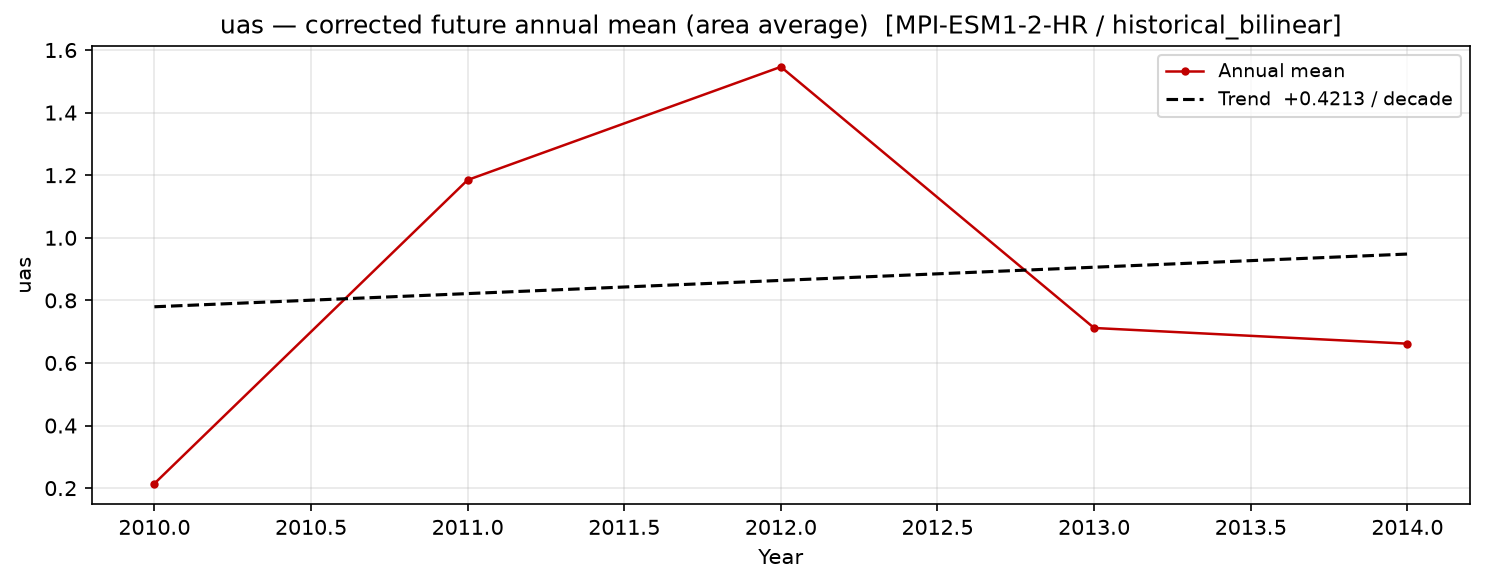 uas — corrected future annual mean (area average)  [MPI-ESM1-2-HR / historical_bilinear]
Annual mean
Trend  +0.4213 / decade
uas
1.6
1.4
1.2
1.0
0.8
0.6
0.4
0.2
2010.0 2010.5 2011.0 2011.5 2012.0 2012.5 2013.0 2013.5 2014.0
Year